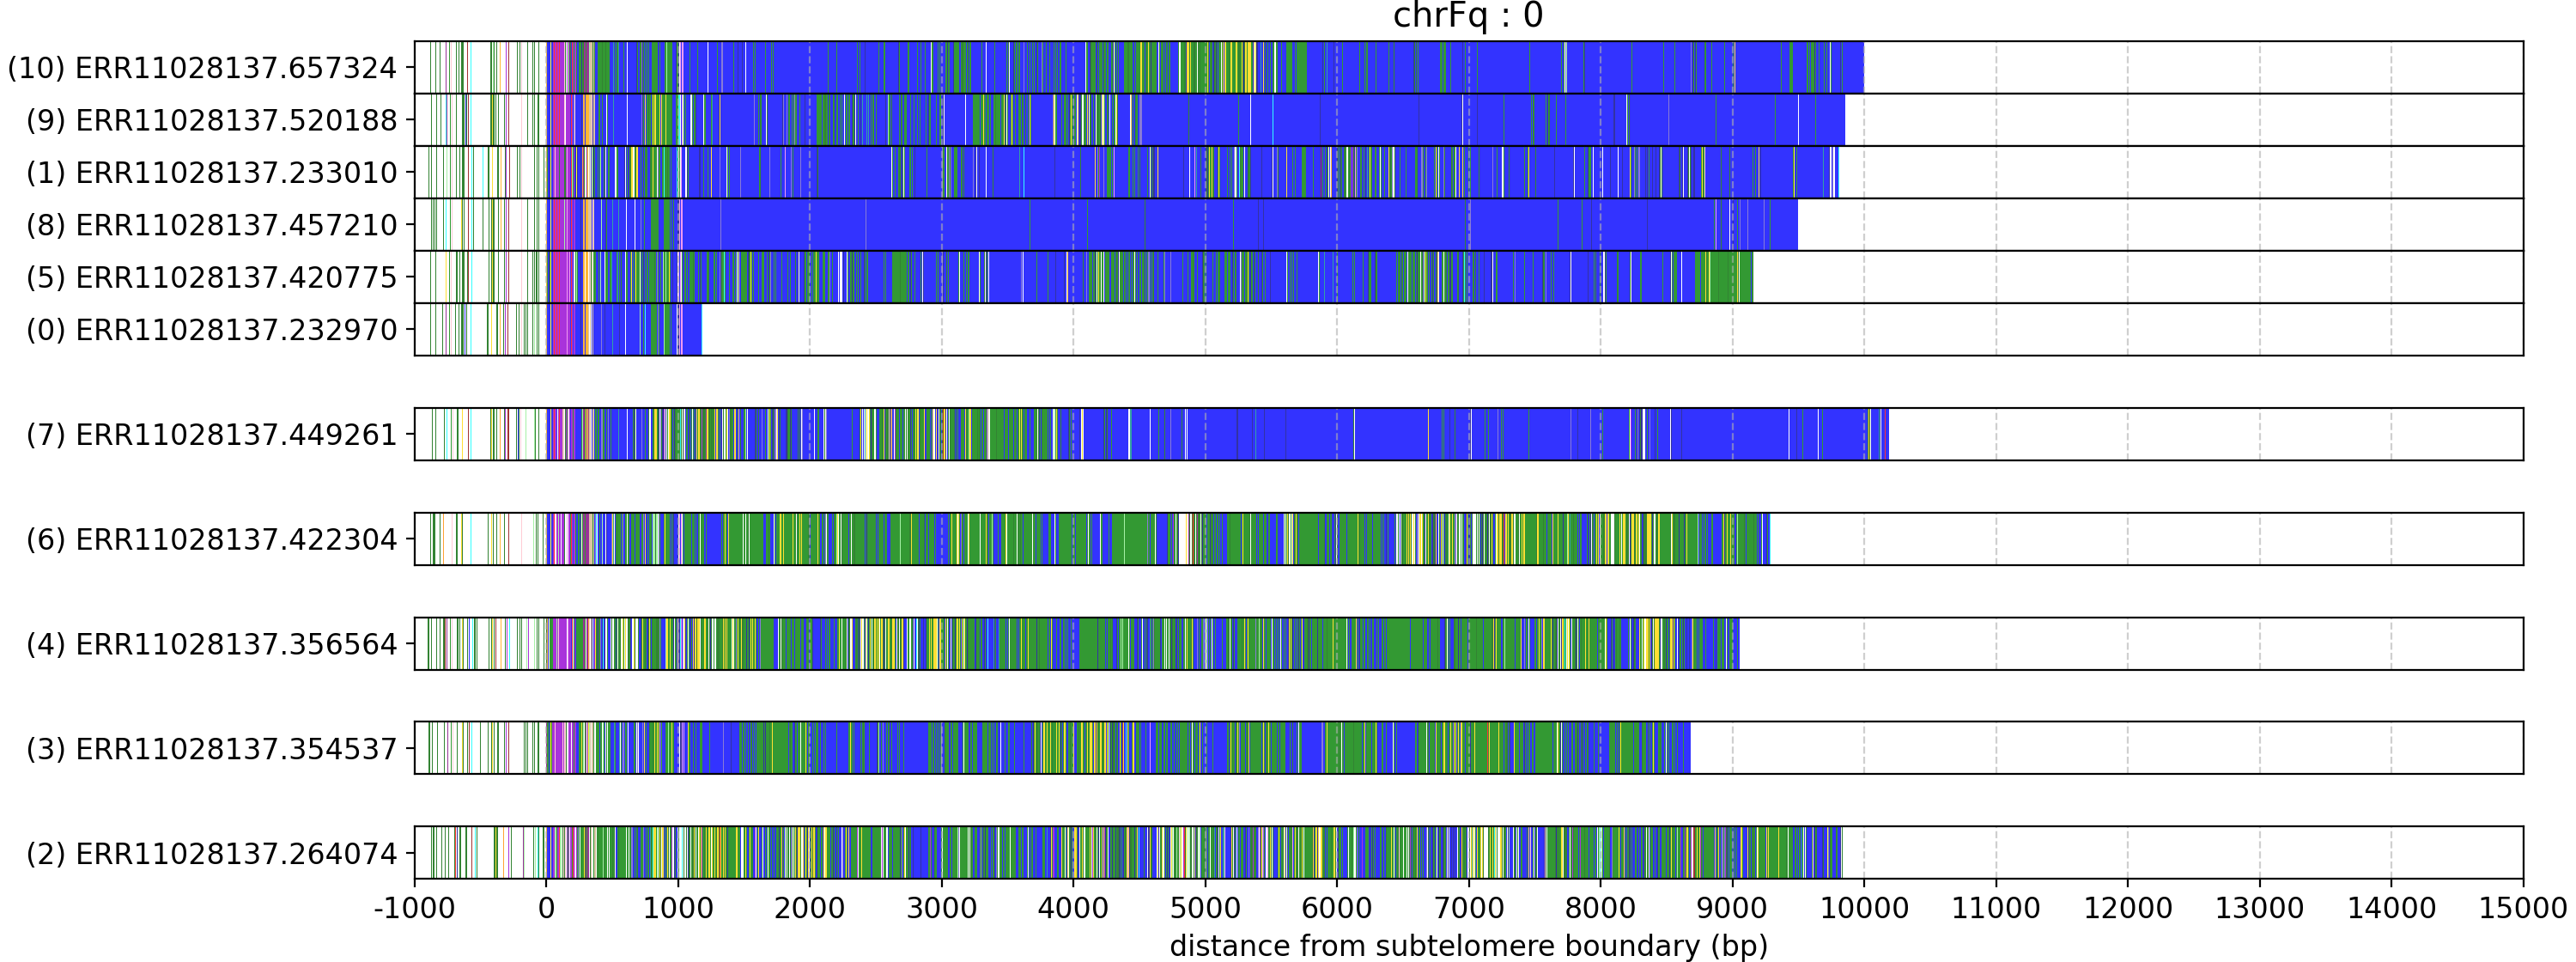 chrFq : 0
(10) ERR11028137.657324
(9) ERR11028137.520188
(1) ERR11028137.233010
(8) ERR11028137.457210
(5) ERR11028137.420775
(0) ERR11028137.232970
(7) ERR11028137.449261
(6) ERR11028137.422304
(4) ERR11028137.356564
(3) ERR11028137.354537
(2) ERR11028137.264074
-1000 0 1000 2000 3000 4000 5000 6000 7000 8000 9000 10000 11000 12000 13000 14000 15000
distance from subtelomere boundary (bp)